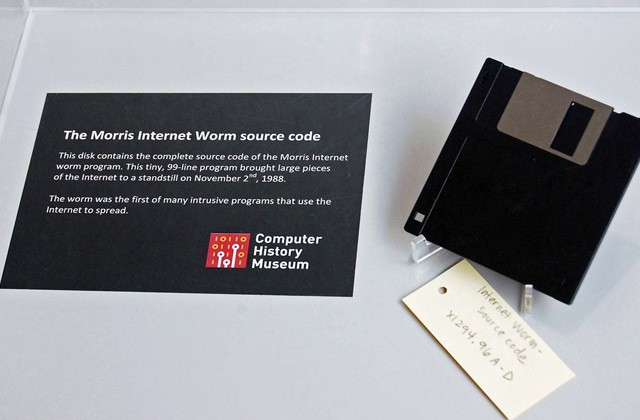 The Morris Internet Worm source code
This disk contains the complete source code of the Morris Internet
worm program. This tiny, 99-line program brought large pieces
of the Internet to a standstill on November 2nd, 1988.
The worm was the first of many intrusive programs that use the
Internet to spread.
10110
01011
Computer
History
Museum
Internet Worm-
source code
X1294.96A-D